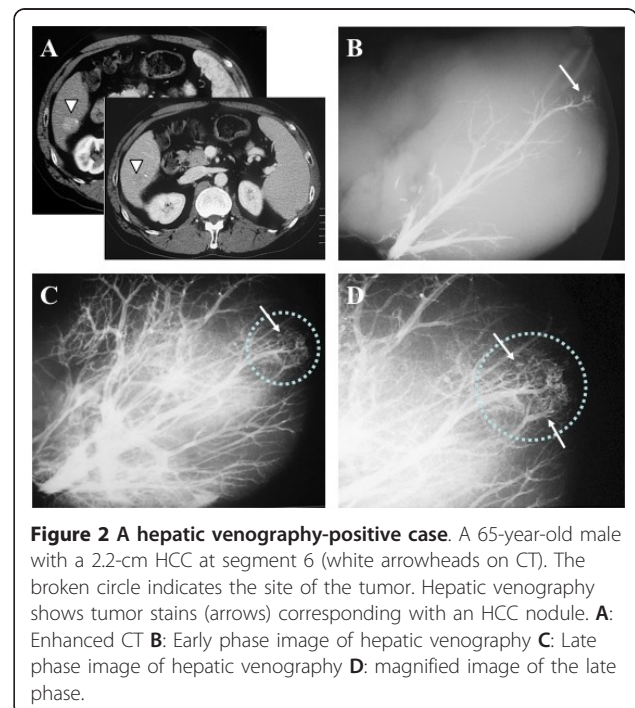 A
B
C
D
Figure 2 A hepatic venography-positive case. A 65-year-old male
with a 2.2-cm HCC at segment 6 (white arrowheads on CT). The
broken circle indicates the site of the tumor. Hepatic venography
shows tumor stains (arrows) corresponding with an HCC nodule. A:
Enhanced CT B: Early phase image of hepatic venography C: Late
phase image of hepatic venography D: magnified image of the late
phase.